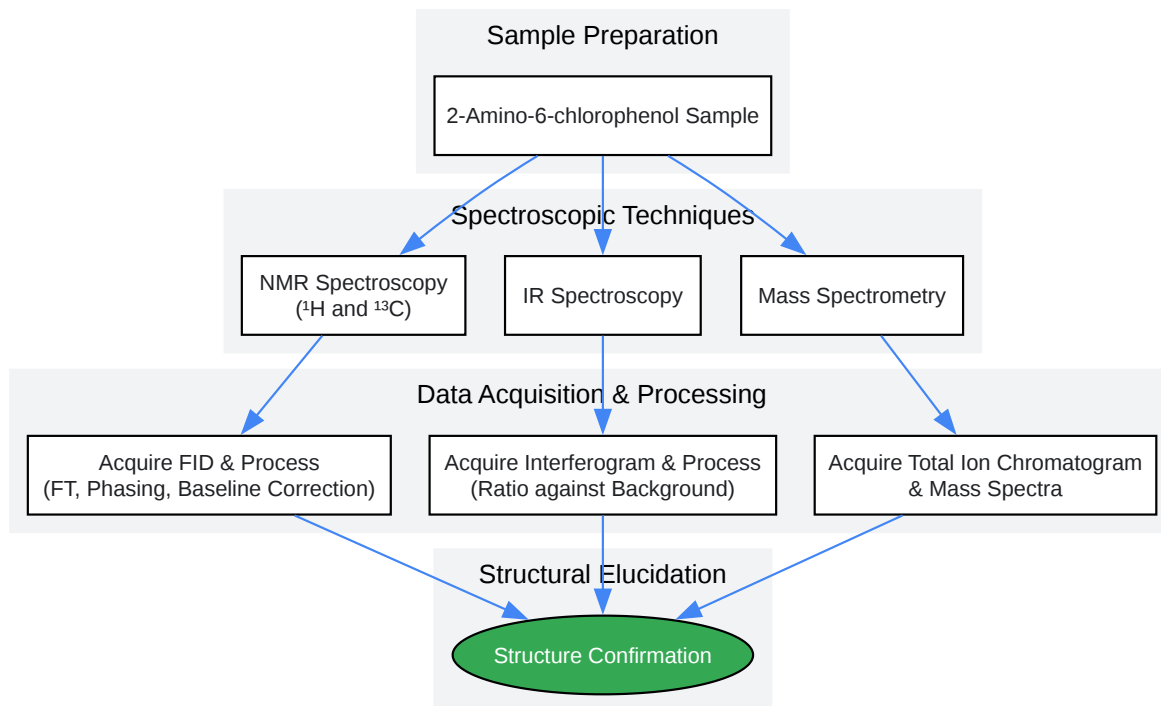 Sample Preparation
2-Amino-6-chlorophenol Sample
Spectroscopic Techniques
NMR Spectroscopy
(¹H and ¹³C)
IR Spectroscopy
Mass Spectrometry
Data Acquisition & Processing
Acquire FID & Process
(FT, Phasing, Baseline Correction)
Acquire Interferogram & Process
(Ratio against Background)
Acquire Total Ion Chromatogram
& Mass Spectra
Structural Elucidation
Structure Confirmation